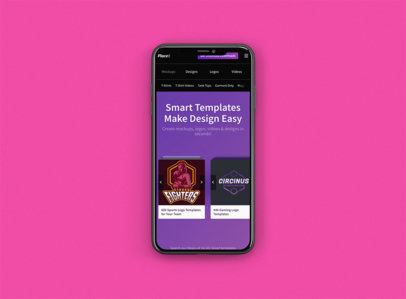 Placeit
Mockups Designs Logos Videos
T-Shirts T-Shirt Videos Tank Tops Garment Only
Smart Templates
Make Design Easy
Create mockups, logos, videos & designs in
seconds!
FIGHTERS
CIRCINUS
Sports Logo Templates
for Your Team
Gaming Logo
Templates